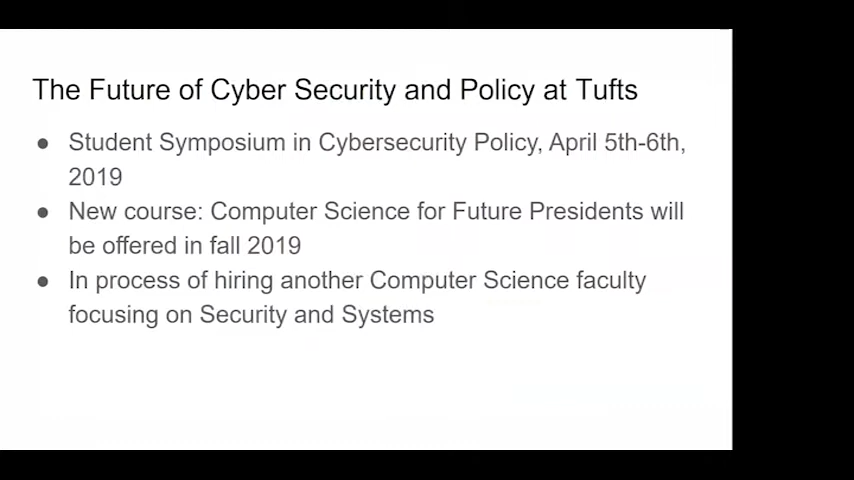 The Future of Cyber Security and Policy at Tufts
● Student Symposium in Cybersecurity Policy, April 5th-6th,
2019
● New course: Computer Science for Future Presidents will
be offered in fall 2019
● In process of hiring another Computer Science faculty
focusing on Security and Systems